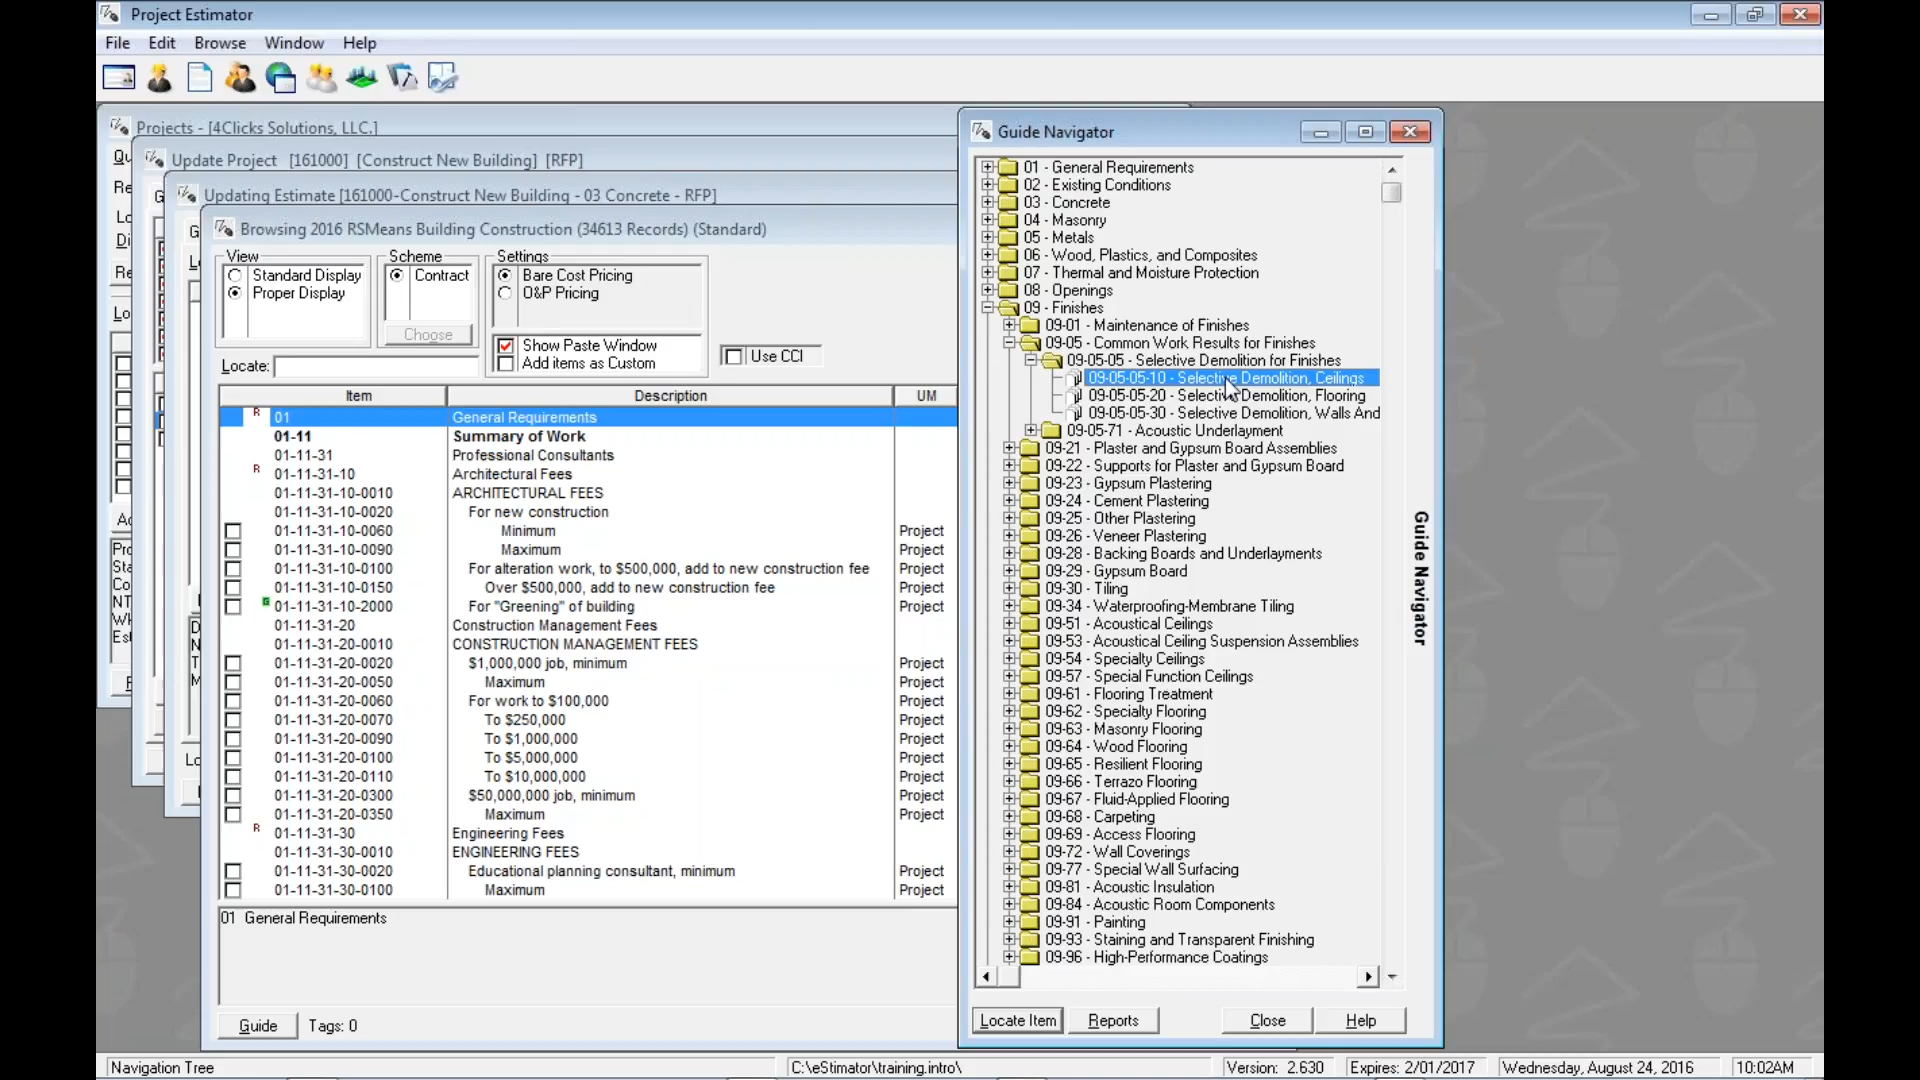 Project Estimator
File Edit Browse Window Help
Projects - [4Clicks Solutions, LLC.]
Update Project [161000] [Construct New Building] [RFP]
Updating Estimate [161000-Construct New Building - 03 Concrete - RFP]
Browsing 2016 RSMeans Building Construction (34613 Records) (Standard)
View
Standard Display
Proper Display
Scheme
Contract
Choose
Settings
Bare Cost Pricing
O&P Pricing
Show Paste Window
Add items as Custom
Use CCI
Locate:
Item Description UM
R 01 General Requirements
01-11 Summary of Work
01-11-31 Professional Consultants
R 01-11-31-10 Architectural Fees
01-11-31-10-0010 ARCHITECTURAL FEES
01-11-31-10-0020 For new construction
01-11-31-10-0060 Minimum Project
01-11-31-10-0090 Maximum Project
01-11-31-10-0100 For alteration work, to $500,000, add to new construction fee Project
01-11-31-10-0150 Over $500,000, add to new construction fee Project
G 01-11-31-10-2000 For "Greening" of building Project
01-11-31-20 Construction Management Fees
01-11-31-20-0010 CONSTRUCTION MANAGEMENT FEES
01-11-31-20-0020 $1,000,000 job, minimum Project
01-11-31-20-0050 Maximum Project
01-11-31-20-0060 For work to $100,000 Project
01-11-31-20-0070 To $250,000 Project
01-11-31-20-0090 To $1,000,000 Project
01-11-31-20-0100 To $5,000,000 Project
01-11-31-20-0110 To $10,000,000 Project
01-11-31-20-0300 $50,000,000 job, minimum Project
01-11-31-20-0350 Maximum Project
R 01-11-31-30 Engineering Fees
01-11-31-30-0010 ENGINEERING FEES
01-11-31-30-0020 Educational planning consultant, minimum Project
01-11-31-30-0100 Maximum Project
01 General Requirements
Guide Tags: 0
Guide Navigator
01 - General Requirements
02 - Existing Conditions
03 - Concrete
04 - Masonry
05 - Metals
06 - Wood, Plastics, and Composites
07 - Thermal and Moisture Protection
08 - Openings
09 - Finishes
09-01 - Maintenance of Finishes
09-05 - Common Work Results for Finishes
09-05-05 - Selective Demolition for Finishes
09-05-05-10 - Selective Demolition, Ceilings
09-05-05-20 - Selective Demolition, Flooring
09-05-05-30 - Selective Demolition, Walls And
09-05-71 - Acoustic Underlayment
09-21 - Plaster and Gypsum Board Assemblies
09-22 - Supports for Plaster and Gypsum Board
09-23 - Gypsum Plastering
09-24 - Cement Plastering
09-25 - Other Plastering
09-26 - Veneer Plastering
09-28 - Backing Boards and Underlayments
09-29 - Gypsum Board
09-30 - Tiling
09-34 - Waterproofing-Membrane Tiling
09-51 - Acoustical Ceilings
09-53 - Acoustical Ceiling Suspension Assemblies
09-54 - Specialty Ceilings
09-57 - Special Function Ceilings
09-61 - Flooring Treatment
09-62 - Specialty Flooring
09-63 - Masonry Flooring
09-64 - Wood Flooring
09-65 - Resilient Flooring
09-66 - Terrazo Flooring
09-67 - Fluid-Applied Flooring
09-68 - Carpeting
09-69 - Access Flooring
09-72 - Wall Coverings
09-77 - Special Wall Surfacing
09-81 - Acoustic Insulation
09-84 - Acoustic Room Components
09-91 - Painting
09-93 - Staining and Transparent Finishing
09-96 - High-Performance Coatings
Guide Navigator
Locate Item Reports Close Help
Navigation Tree C:\eStimator\training.intro\ Version: 2.630 Expires: 2/01/2017 Wednesday, August 24, 2016 10:02AM